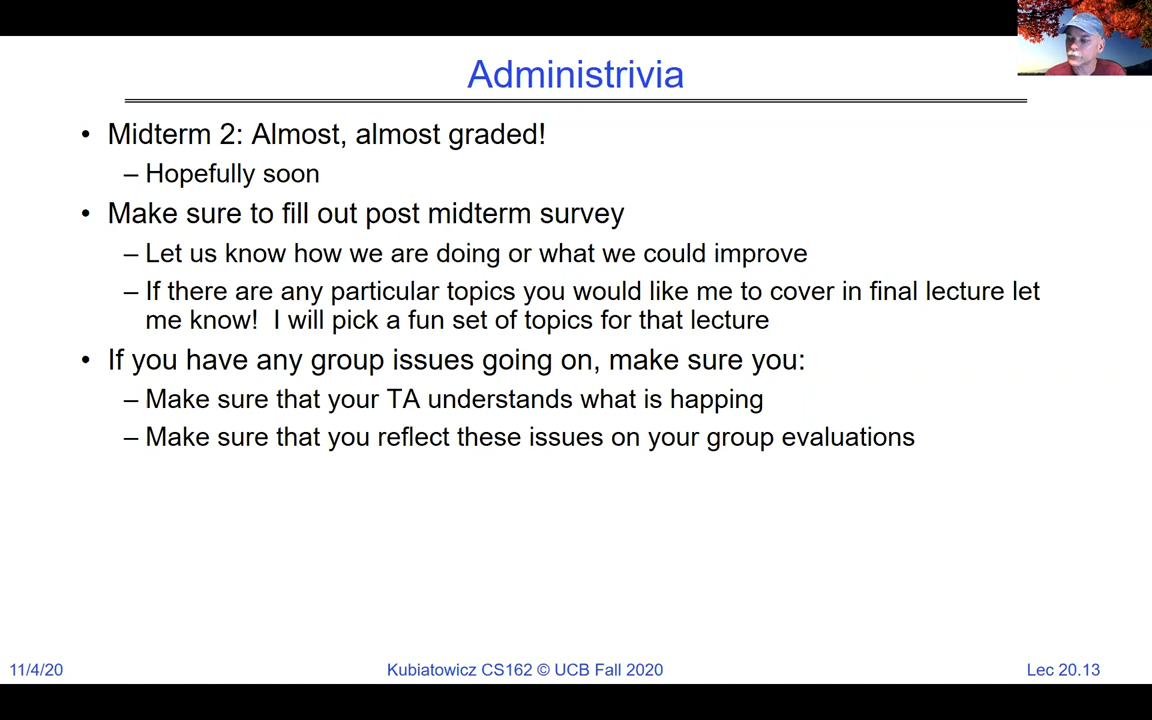 Administrivia
• Midterm 2: Almost, almost graded!
– Hopefully soon
• Make sure to fill out post midterm survey
– Let us know how we are doing or what we could improve
– If there are any particular topics you would like me to cover in final lecture let
me know!  I will pick a fun set of topics for that lecture
• If you have any group issues going on, make sure you:
– Make sure that your TA understands what is happing
– Make sure that you reflect these issues on your group evaluations
11/4/20
Kubiatowicz CS162 © UCB Fall 2020
Lec 20.13